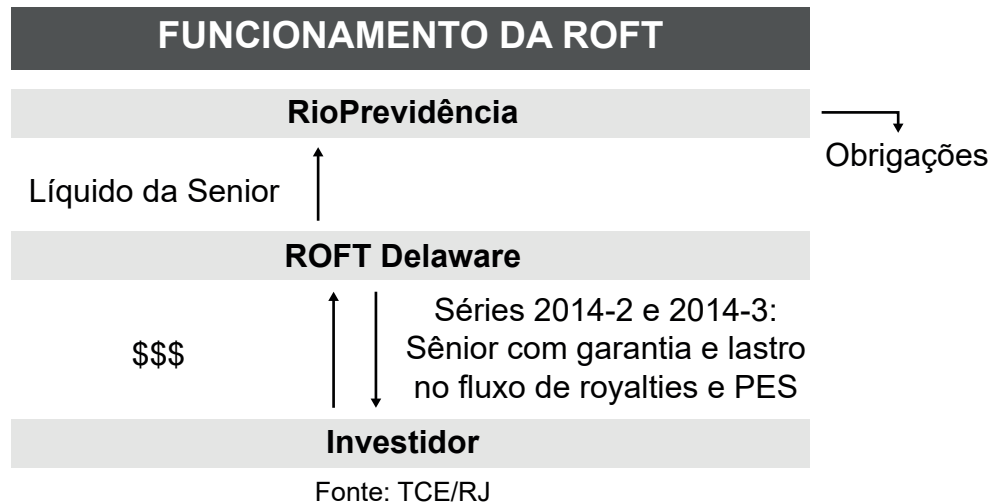 FUNCIONAMENTO DA ROFT
RioPrevidência
Obrigações
Líquido da Senior
ROFT Delaware
$$$
Séries 2014-2 e 2014-3:
Sênior com garantia e lastro
no fluxo de royalties e PES
Investidor
Fonte: TCE/RJ